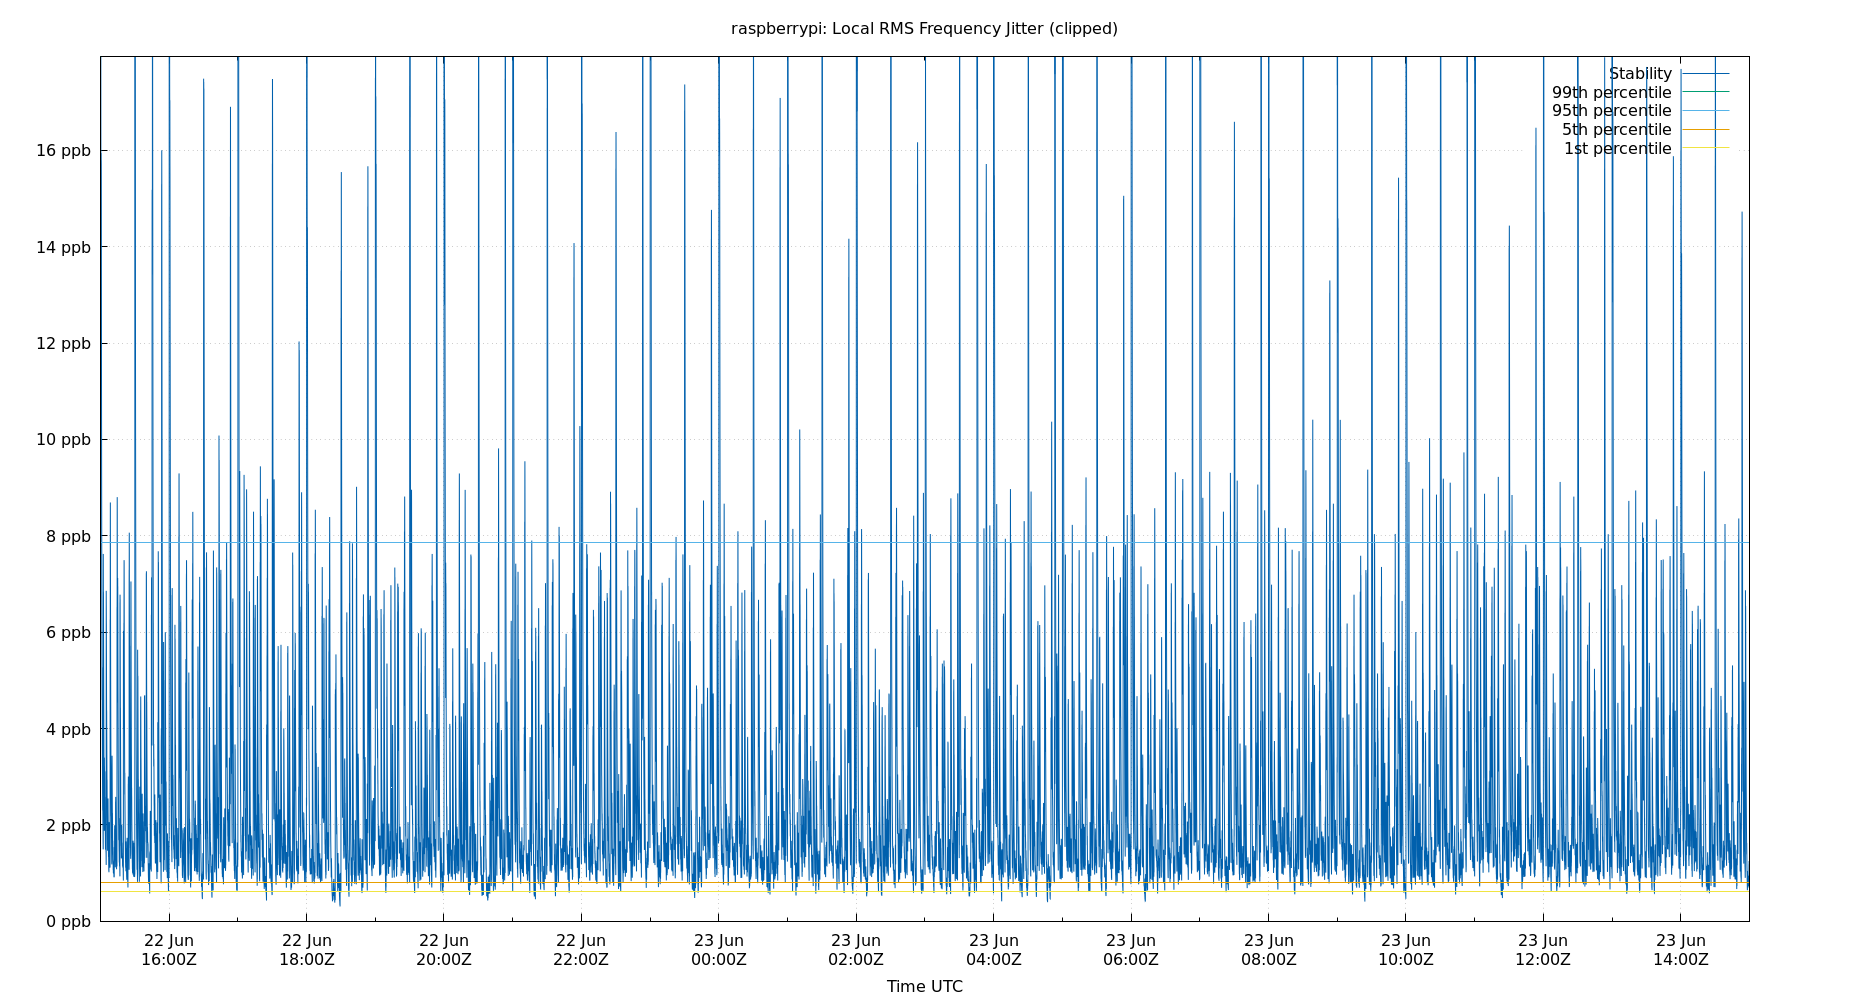 raspberrypi: Local RMS Frequency Jitter (clipped)
Stability
99th percentile
95th percentile
5th percentile
1st percentile
16 ppb
14 ppb
12 ppb
10 ppb
8 ppb
6 ppb
4 ppb
2 ppb
0 ppb
22 Jun 22 Jun 22 Jun 22 Jun 23 Jun 23 Jun 23 Jun 23 Jun 23 Jun 23 Jun 23 Jun 23 Jun
16:00Z 18:00Z 20:00Z 22:00Z 00:00Z 02:00Z 04:00Z 06:00Z 08:00Z 10:00Z 12:00Z 14:00Z
Time UTC